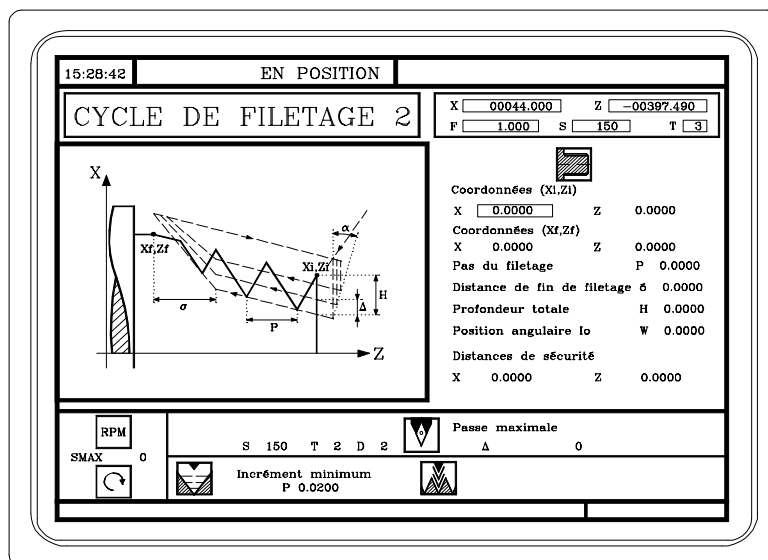 15:28:42 EN POSITION
CYCLE DE FILETAGE 2
X 00044.000 Z -00397.490
F 1.000 S 150 T 3
X
Xf,Zf
α
Xi,Zi
H
Δ
σ
P
Z
Coordonnées (Xi,Zi)
X 0.0000 Z 0.0000
Coordonnées (Xf,Zf)
X 0.0000 Z 0.0000
Pas du filetage P 0.0000
Distance de fin de filetage σ 0.0000
Profondeur totale H 0.0000
Position angulaire lo W 0.0000
Distances de sécurité
X 0.0000 Z 0.0000
RPM
SMAX 0
S 150 T 2 D 2
Passe maximale
Δ 0
Incrément minimum
P 0.0200